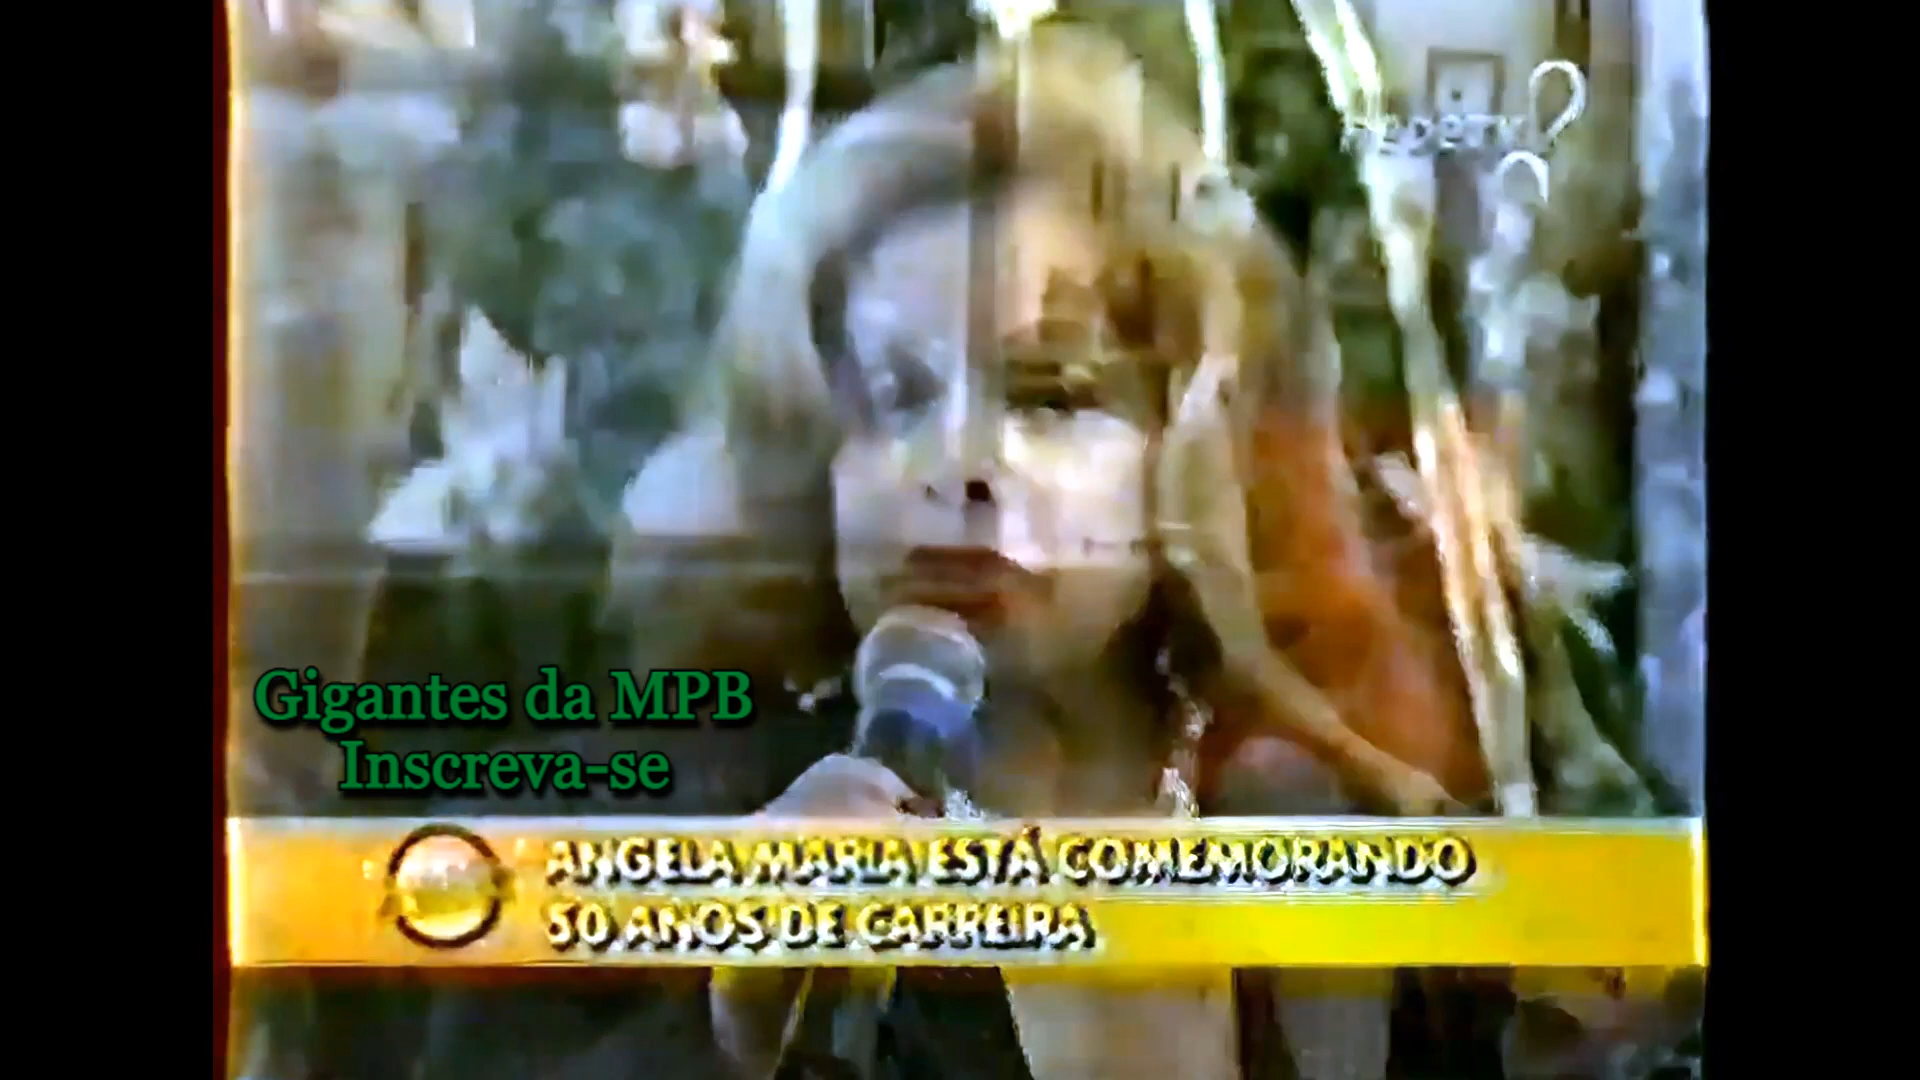 Gigantes da MPB
Inscreva-se
ANGELA MARIA ESTÁ COMEMORANDO
50 ANOS DE CARREIRA